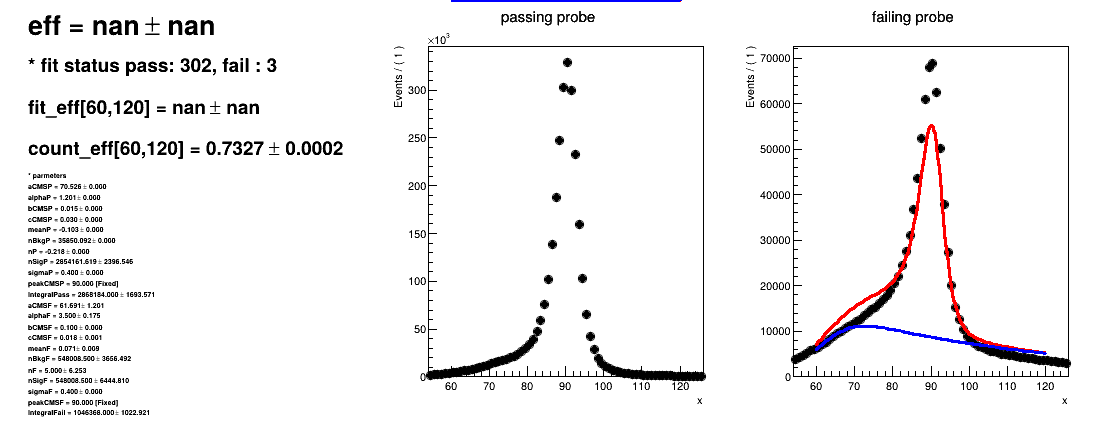 eff = nan ± nan
* fit status pass: 302, fail : 3
fit_eff[60,120] = nan ± nan
count_eff[60,120] = 0.7327 ± 0.0002
* parmeters
aCMSP = 70.526 ± 0.000
alphaP = 1.201 ± 0.000
bCMSP = 0.015 ± 0.000
cCMSP = 0.030 ± 0.000
meanP = -0.103 ± 0.000
nBkgP = 35850.092 ± 0.000
nP = -0.218 ± 0.000
nSigP = 2854161.619 ± 2396.546
sigmaP = 0.400 ± 0.000
peakCMSP = 90.000 [Fixed]
IntegralPass = 2868184.000 ± 1693.571
aCMSF = 61.691 ± 1.201
alphaF = 3.500 ± 0.175
bCMSF = 0.100 ± 0.000
cCMSF = 0.018 ± 0.001
meanF = 0.071 ± 0.009
nBkgF = 548008.500 ± 3656.492
nF = 5.000 ± 6.253
nSigF = 548008.500 ± 6444.810
sigmaF = 0.400 ± 0.000
peakCMSF = 90.000 [Fixed]
IntegralFail = 1046368.000 ± 1022.921
passing probe
×10³
Events / ( 1 )
300
250
200
150
100
50
0
60 70 80 90 100 110 120
x
failing probe
Events / ( 1 )
70000
60000
50000
40000
30000
20000
10000
0
60 70 80 90 100 110 120
x